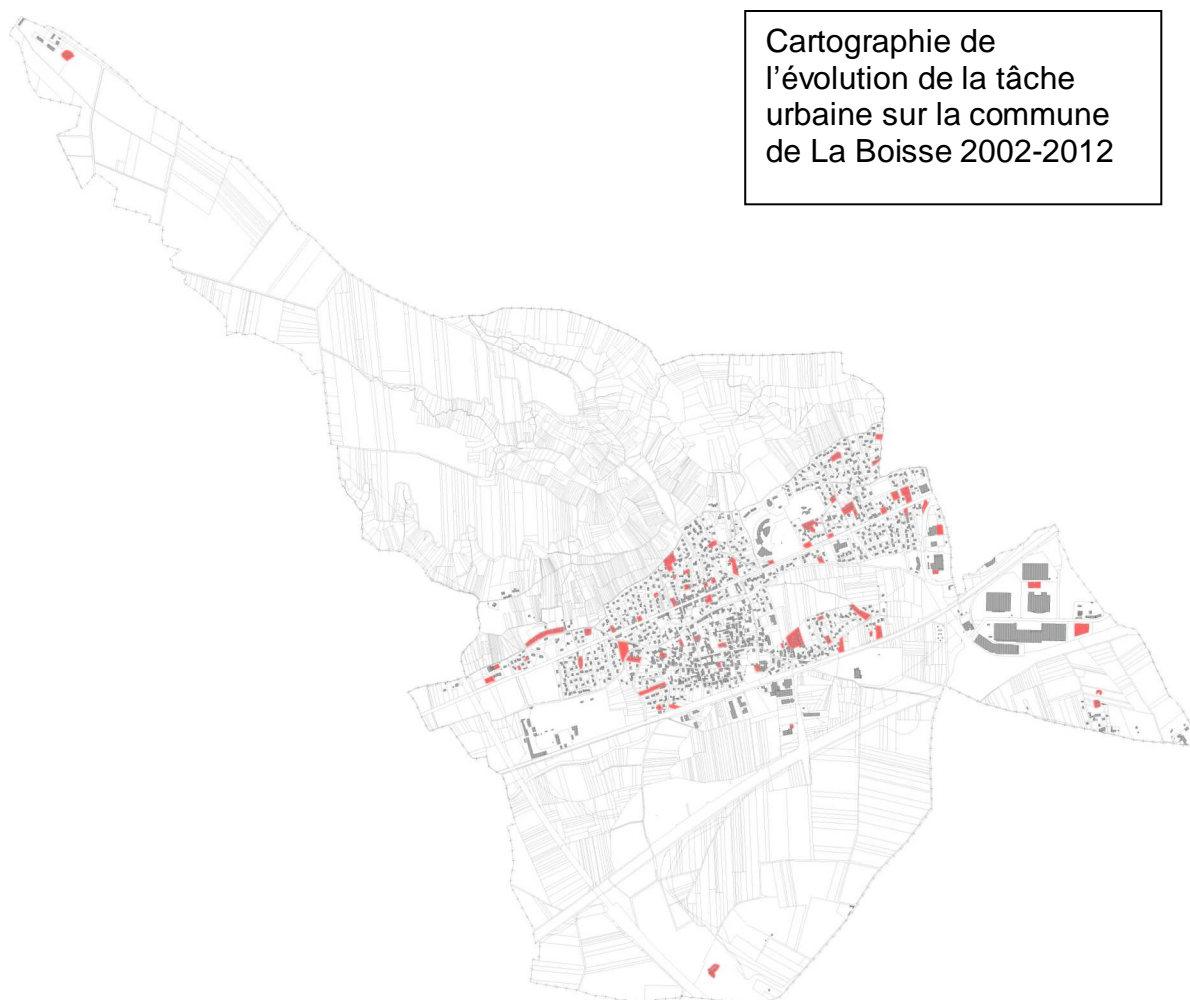 Cartographie de
l’évolution de la tâche
urbaine sur la commune
de La Boisse 2002-2012